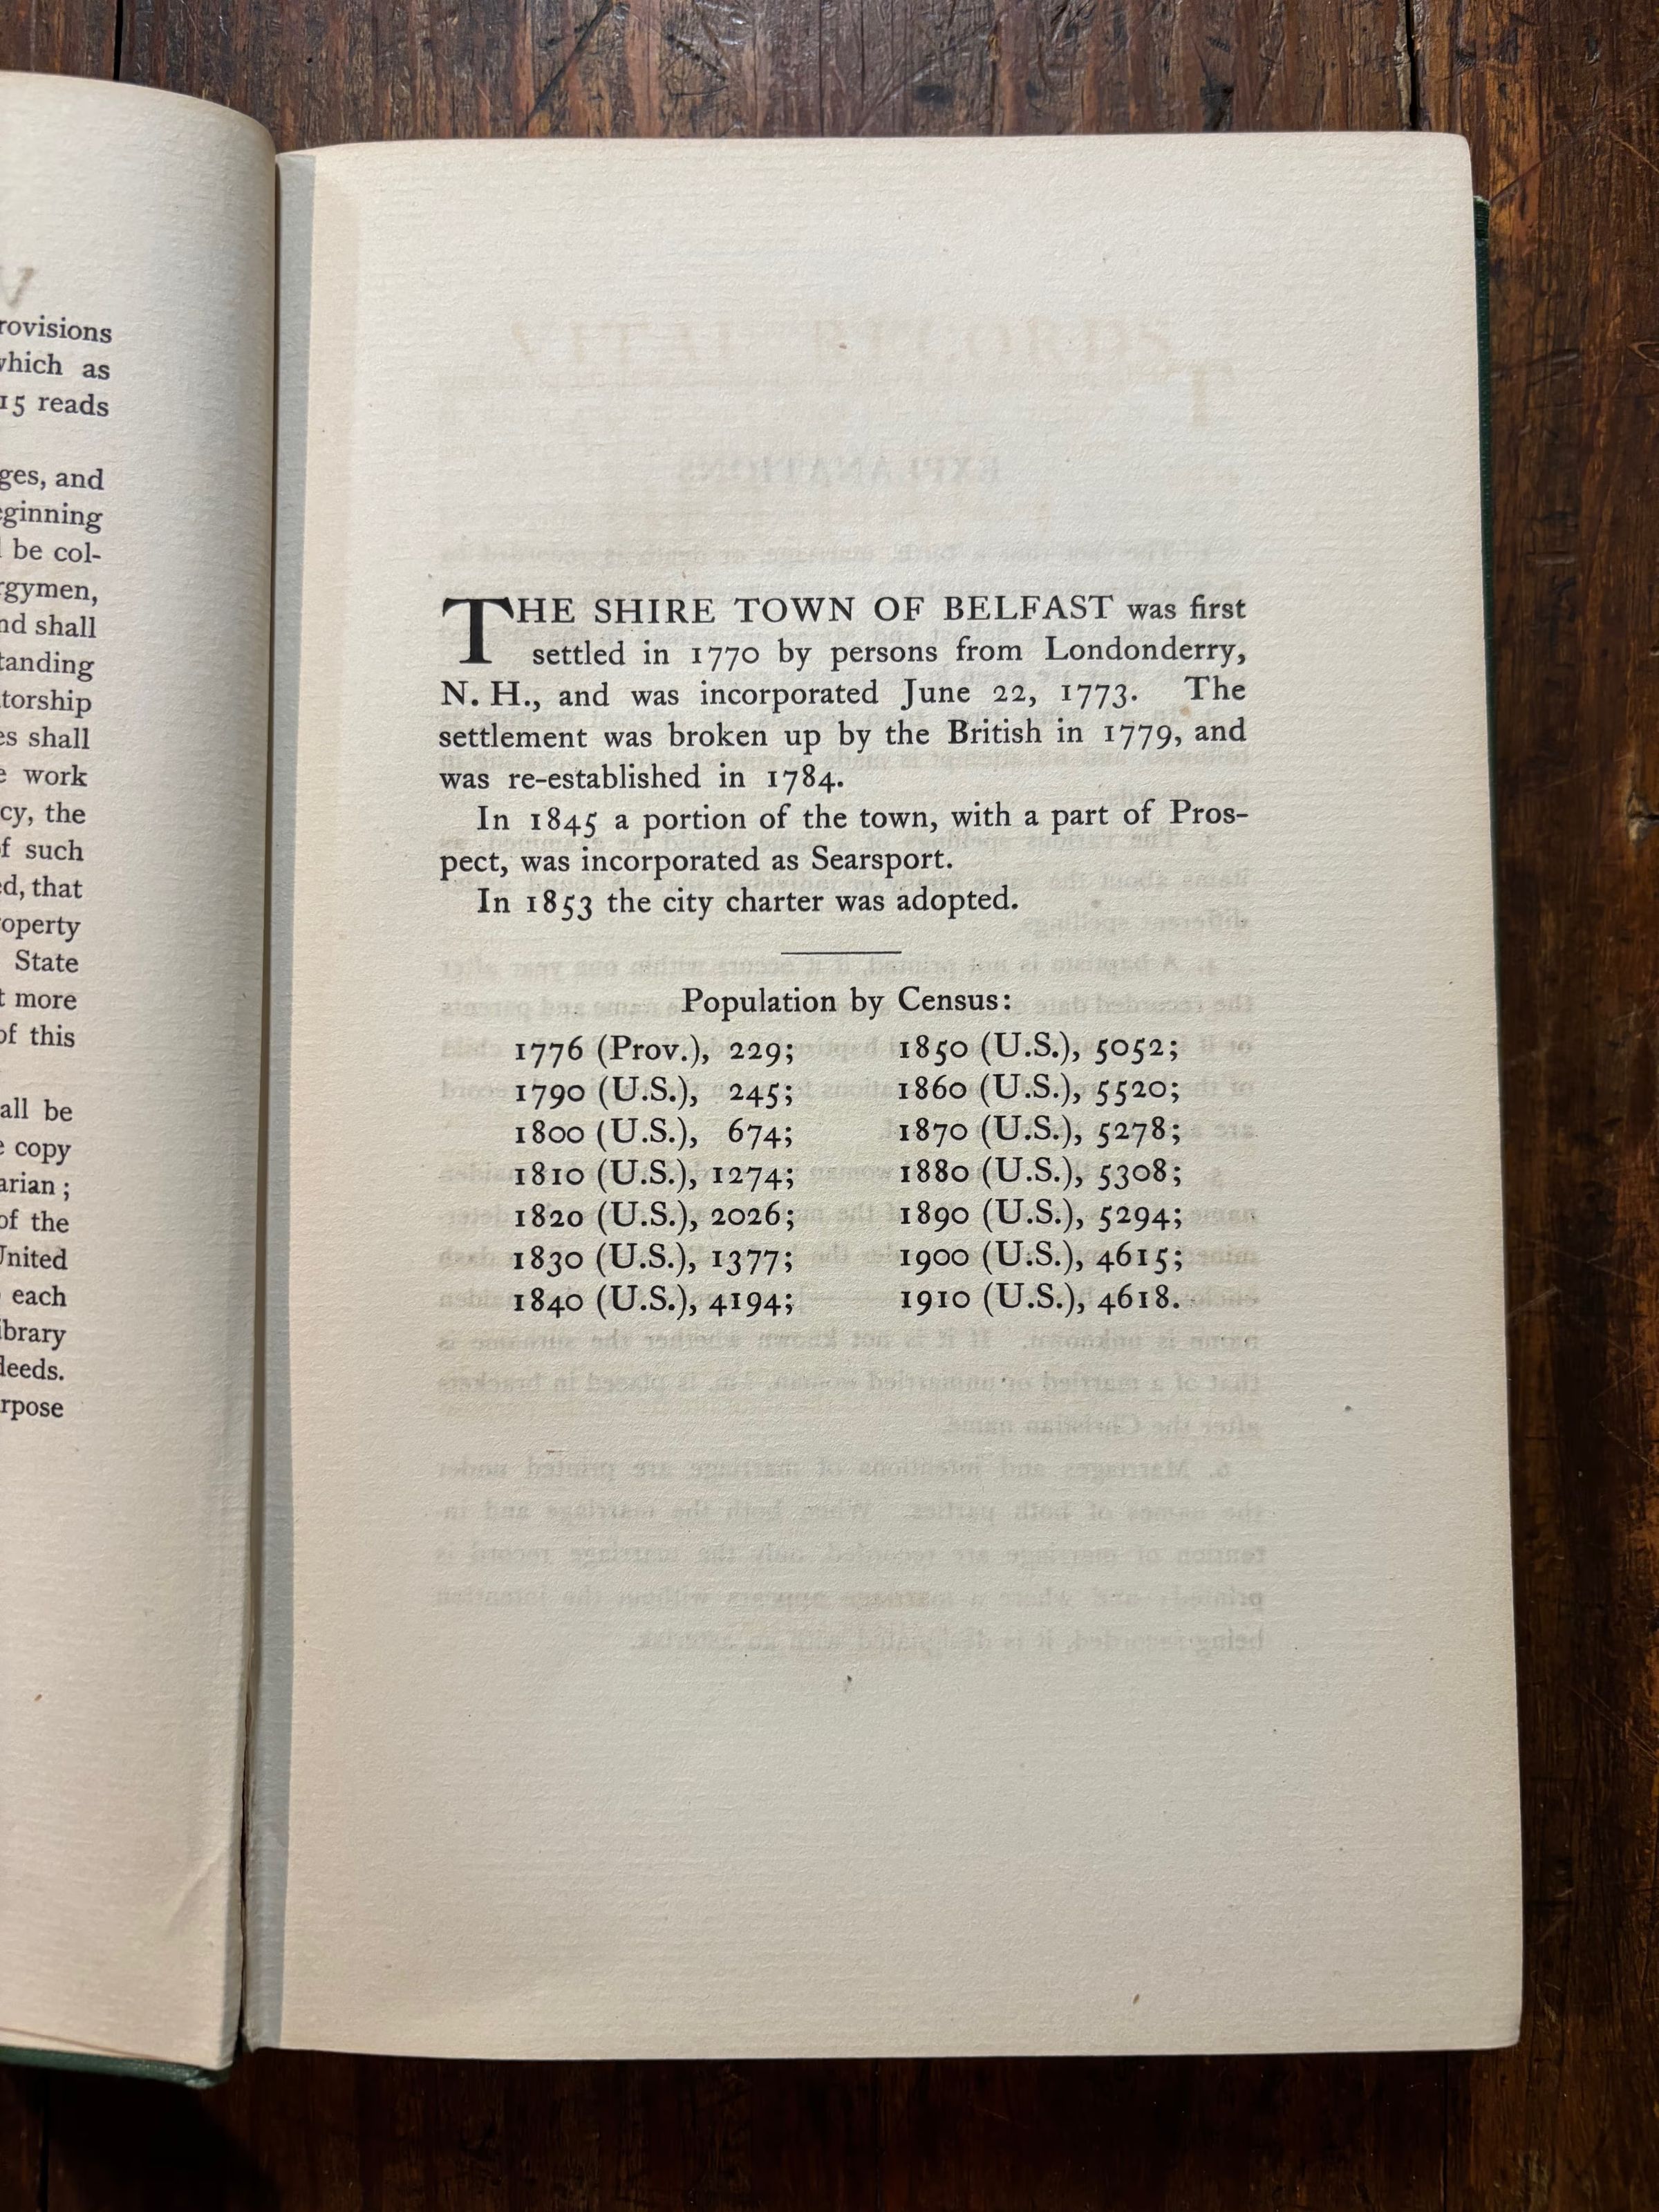 rovisions
which as
15 reads
ges, and
eginning
be col-
rgymen,
nd shall
tanding
torship
es shall
e work
cy, the
of such
ed, that
operty
State
t more
of this
all be
e copy
arian;
of the
United
each
ibrary
deeds.
rpose
THE SHIRE TOWN OF BELFAST was first
settled in 1770 by persons from Londonderry,
N. H., and was incorporated June 22, 1773. The
settlement was broken up by the British in 1779, and
was re-established in 1784.
In 1845 a portion of the town, with a part of Pros-
pect, was incorporated as Searsport.
In 1853 the city charter was adopted.
Population by Census:
1776 (Prov.), 229; 1850 (U.S.), 5052;
1790 (U.S.), 245; 1860 (U.S.), 5520;
1800 (U.S.), 674; 1870 (U.S.), 5278;
1810 (U.S.), 1274; 1880 (U.S.), 5308;
1820 (U.S.), 2026; 1890 (U.S.), 5294;
1830 (U.S.), 1377; 1900 (U.S.), 4615;
1840 (U.S.), 4194; 1910 (U.S.), 4618.